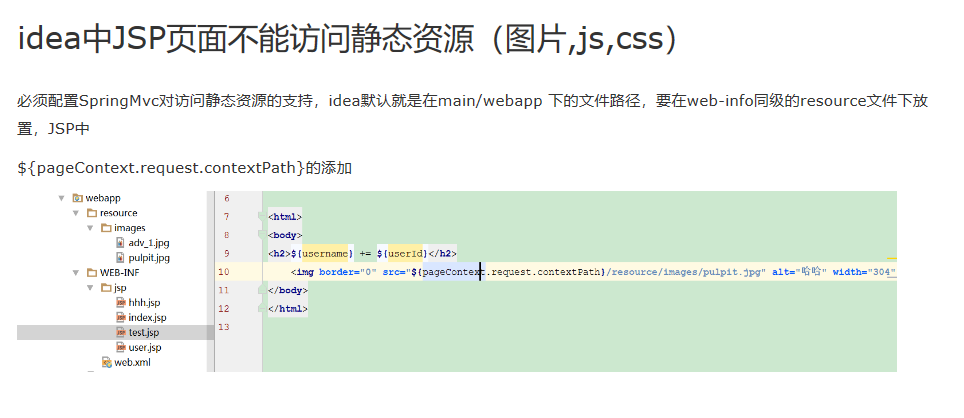 idea中JSP页面不能访问静态资源（图片,js,css）
必须配置SpringMvc对访问静态资源的支持，idea默认就是在main/webapp 下的文件路径，要在web-info同级的resource文件下放
置，JSP中
${pageContext.request.contextPath}的添加
webapp
resource
images
adv_1.jpg
pulpit.jpg
WEB-INF
jsp
hhh.jsp
index.jsp
test.jsp
user.jsp
web.xml
6
7 <html>
8 <body>
9 <h2>${username} += ${userId}</h2>
10 <img border="0" src="${pageContext.request.contextPath}/resource/images/pulpit.jpg" alt="哈哈" width="304"
11 </body>
12 </html>
13